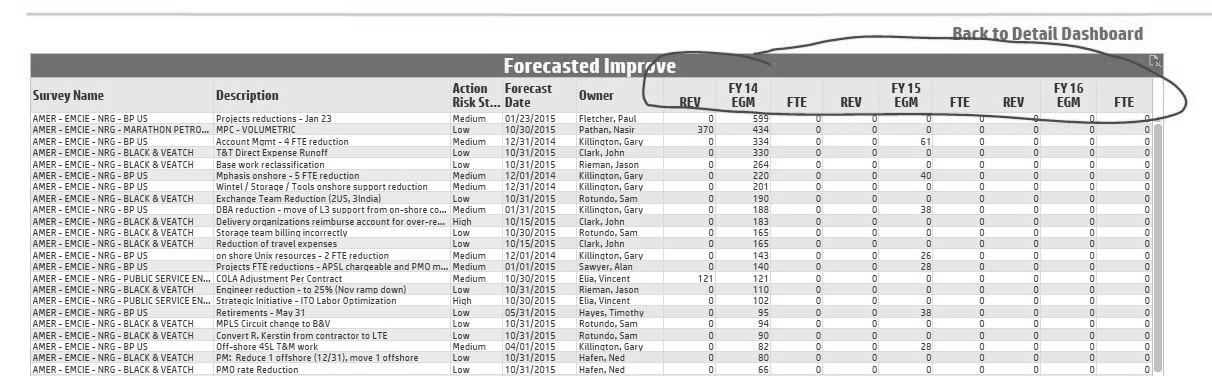 Back to Detail Dashboard
Forecasted Improve
FY 14 FY 15 FY 16
Survey Name Description Action Risk St... Forecast Date Owner REV EGM FTE REV EGM FTE REV EGM FTE
AMER - EMCIE - NRG - BP US Projects reductions - Jan 23 Medium 01/23/2015 Fletcher, Paul 0 599 0 0 0 0 0 0 0
AMER - EMCIE - NRG - MARATHON PETRO... MPC - VOLUMETRIC Low 10/30/2015 Pathan, Nasir 370 434 0 0 0 0 0 0 0
AMER - EMCIE - NRG - BP US Account Mgmt - 4 FTE reduction Medium 12/31/2014 Killington, Gary 0 334 0 0 61 0 0 0 0
AMER - EMCIE - NRG - BLACK & VEATCH T&T Direct Expense Runoff Low 10/31/2015 Clark, John 0 330 0 0 0 0 0 0 0
AMER - EMCIE - NRG - BLACK & VEATCH Base work reclassification Low 10/31/2015 Rieman, Jason 0 264 0 0 0 0 0 0 0
AMER - EMCIE - NRG - BP US Mphasis onshore - 5 FTE reduction Medium 12/01/2014 Killington, Gary 0 220 0 0 40 0 0 0 0
AMER - EMCIE - NRG - BP US Wintel / Storage / Tools onshore support reduction Medium 12/31/2014 Killington, Gary 0 201 0 0 0 0 0 0 0
AMER - EMCIE - NRG - BLACK & VEATCH Exchange Team Reduction (2US, 3India) Low 10/31/2015 Rotundo, Sam 0 190 0 0 0 0 0 0 0
AMER - EMCIE - NRG - BP US DBA reduction - move of L3 support from on-shore co... Medium 01/31/2015 Killington, Gary 0 188 0 0 38 0 0 0 0
AMER - EMCIE - NRG - BLACK & VEATCH Delivery organizations reimburse account for over-re... High 10/15/2015 Clark, John 0 183 0 0 0 0 0 0 0
AMER - EMCIE - NRG - BLACK & VEATCH Storage team billing incorrectly Low 10/30/2015 Rotundo, Sam 0 165 0 0 0 0 0 0 0
AMER - EMCIE - NRG - BLACK & VEATCH Reduction of travel expenses Low 10/15/2015 Clark, John 0 165 0 0 0 0 0 0 0
AMER - EMCIE - NRG - BP US on shore Unix resources - 2 FTE reduction Medium 12/01/2014 Killington, Gary 0 143 0 0 26 0 0 0 0
AMER - EMCIE - NRG - BP US Projects FTE reductions - APSL chargeable and PMO m... Medium 01/01/2015 Sawyer, Alan 0 140 0 0 28 0 0 0 0
AMER - EMCIE - NRG - PUBLIC SERVICE EN... COLA Adjustment Per Contract Medium 10/30/2015 Elia, Vincent 121 121 0 0 0 0 0 0 0
AMER - EMCIE - NRG - BLACK & VEATCH Engineer reduction - to 25% (Nov ramp down) Low 10/31/2015 Rieman, Jason 0 110 0 0 0 0 0 0 0
AMER - EMCIE - NRG - PUBLIC SERVICE EN... Strategic Initiative - ITO Labor Optimization High 10/30/2015 Elia, Vincent 0 102 0 0 0 0 0 0 0
AMER - EMCIE - NRG - BP US Retirements - May 31 Low 05/31/2015 Hayes, Timothy 0 95 0 0 38 0 0 0 0
AMER - EMCIE - NRG - BLACK & VEATCH MPLS Circuit change to B&V Low 10/31/2015 Rotundo, Sam 0 94 0 0 0 0 0 0 0
AMER - EMCIE - NRG - BLACK & VEATCH Convert R. Kerstin from contractor to LTE Low 10/31/2015 Rotundo, Sam 0 90 0 0 0 0 0 0 0
AMER - EMCIE - NRG - BP US Off-shore 4SL T&M work Medium 04/01/2015 Killington, Gary 0 82 0 0 28 0 0 0 0
AMER - EMCIE - NRG - BLACK & VEATCH PM: Reduce 1 offshore (12/31), move 1 offshore Low 10/31/2015 Hafen, Ned 0 80 0 0 0 0 0 0 0
AMER - EMCIE - NRG - BLACK & VEATCH PMO rate Reduction Low 10/31/2015 Hafen, Ned 0 66 0 0 0 0 0 0 0